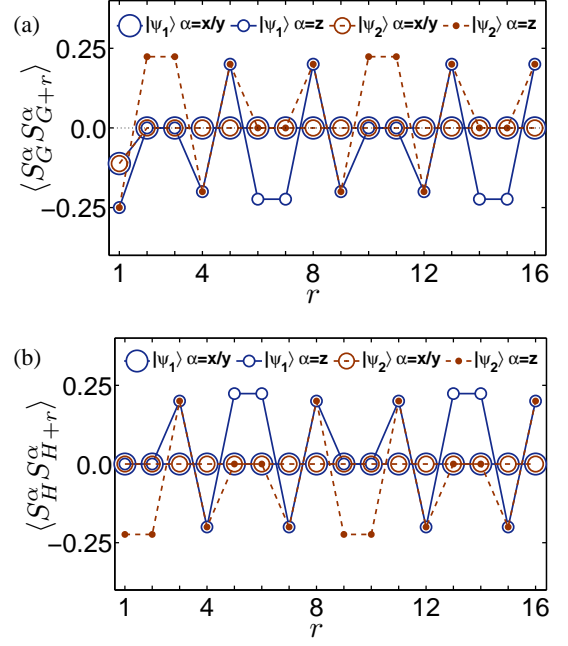 (a)
|ψ₁⟩ α=x/y |ψ₁⟩ α=z |ψ₂⟩ α=x/y |ψ₂⟩ α=z
0.25
0.0
−0.25
⟨S^α_G S^α_{G+r}⟩
1 4 8 12 16
r
(b)
|ψ₁⟩ α=x/y |ψ₁⟩ α=z |ψ₂⟩ α=x/y |ψ₂⟩ α=z
0.25
0.0
−0.25
⟨S^α_H S^α_{H+r}⟩
1 4 8 12 16
r